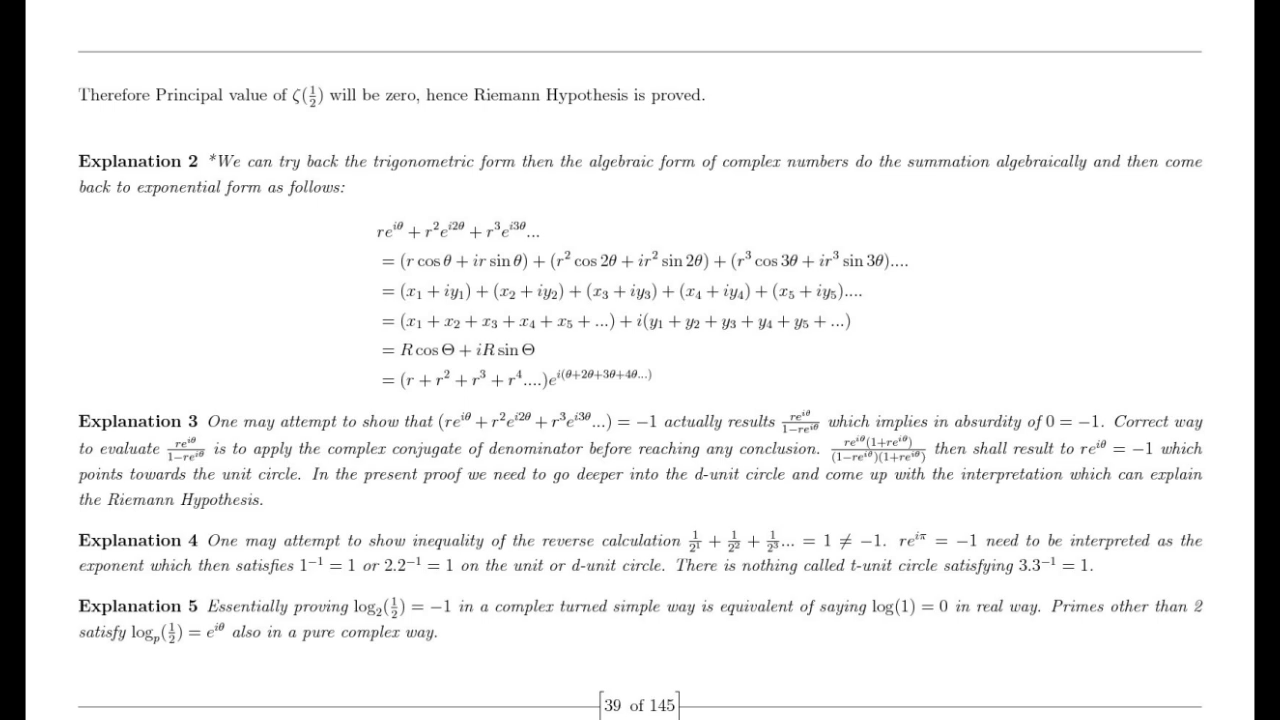 Therefore Principal value of ζ(1/2) will be zero, hence Riemann Hypothesis is proved.
Explanation 2 *We can try back the trigonometric form then the algebraic form of complex numbers do the summation algebraically and then come
back to exponential form as follows:
re^{iθ} + r^2e^{i2θ} + r^3e^{i3θ}...
= (r cos θ + ir sin θ) + (r^2 cos 2θ + ir^2 sin 2θ) + (r^3 cos 3θ + ir^3 sin 3θ)....
= (x_1 + iy_1) + (x_2 + iy_2) + (x_3 + iy_3) + (x_4 + iy_4) + (x_5 + iy_5)....
= (x_1 + x_2 + x_3 + x_4 + x_5 + ...) + i(y_1 + y_2 + y_3 + y_4 + y_5 + ...)
= R cos Θ + iR sin Θ
= (r + r^2 + r^3 + r^4....)e^{i(θ+2θ+3θ+4θ...)}
Explanation 3 One may attempt to show that (re^{iθ} + r^2e^{i2θ} + r^3e^{i3θ}...) = −1 actually results re^{iθ}/(1−re^{iθ}) which implies in absurdity of 0 = −1. Correct way
to evaluate re^{iθ}/(1−re^{iθ}) is to apply the complex conjugate of denominator before reaching any conclusion. re^{iθ}(1+re^{iθ})/((1−re^{iθ})(1+re^{iθ})) then shall result to re^{iθ} = −1 which
points towards the unit circle. In the present proof we need to go deeper into the d-unit circle and come up with the interpretation which can explain
the Riemann Hypothesis.
Explanation 4 One may attempt to show inequality of the reverse calculation 1/2^1 + 1/2^2 + 1/2^3... = 1 ≠ −1. re^{iπ} = −1 need to be interpreted as the
exponent which then satisfies 1^{−1} = 1 or 2.2^{−1} = 1 on the unit or d-unit circle. There is nothing called t-unit circle satisfying 3.3^{−1} = 1.
Explanation 5 Essentially proving log_2(1/2) = −1 in a complex turned simple way is equivalent of saying log(1) = 0 in real way. Primes other than 2
satisfy log_p(1/2) = e^{iθ} also in a pure complex way.
39 of 145